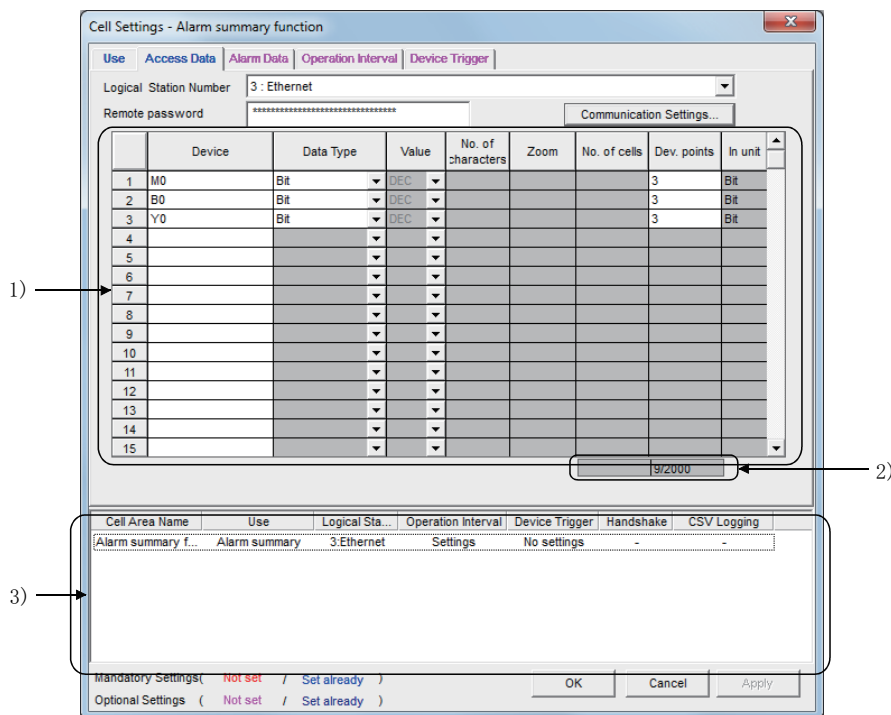 Cell Settings - Alarm summary function
Use Access Data Alarm Data Operation Interval Device Trigger
Logical Station Number 3 : Ethernet
Remote password ******************************** Communication Settings...
Device Data Type Value No. of characters Zoom No. of cells Dev. points In unit
1 M0 Bit DEC 3 Bit
2 B0 Bit DEC 3 Bit
3 Y0 Bit DEC 3 Bit
4
5
6
1) 7
8
9
10
11
12
13
14
15
9/2000 2)
Cell Area Name Use Logical Sta... Operation Interval Device Trigger Handshake CSV Logging
Alarm summary f... Alarm summary 3:Ethernet Settings No settings - -
3)
Mandatory Settings( Not set / Set already )
Optional Settings ( Not set / Set already )
OK Cancel Apply